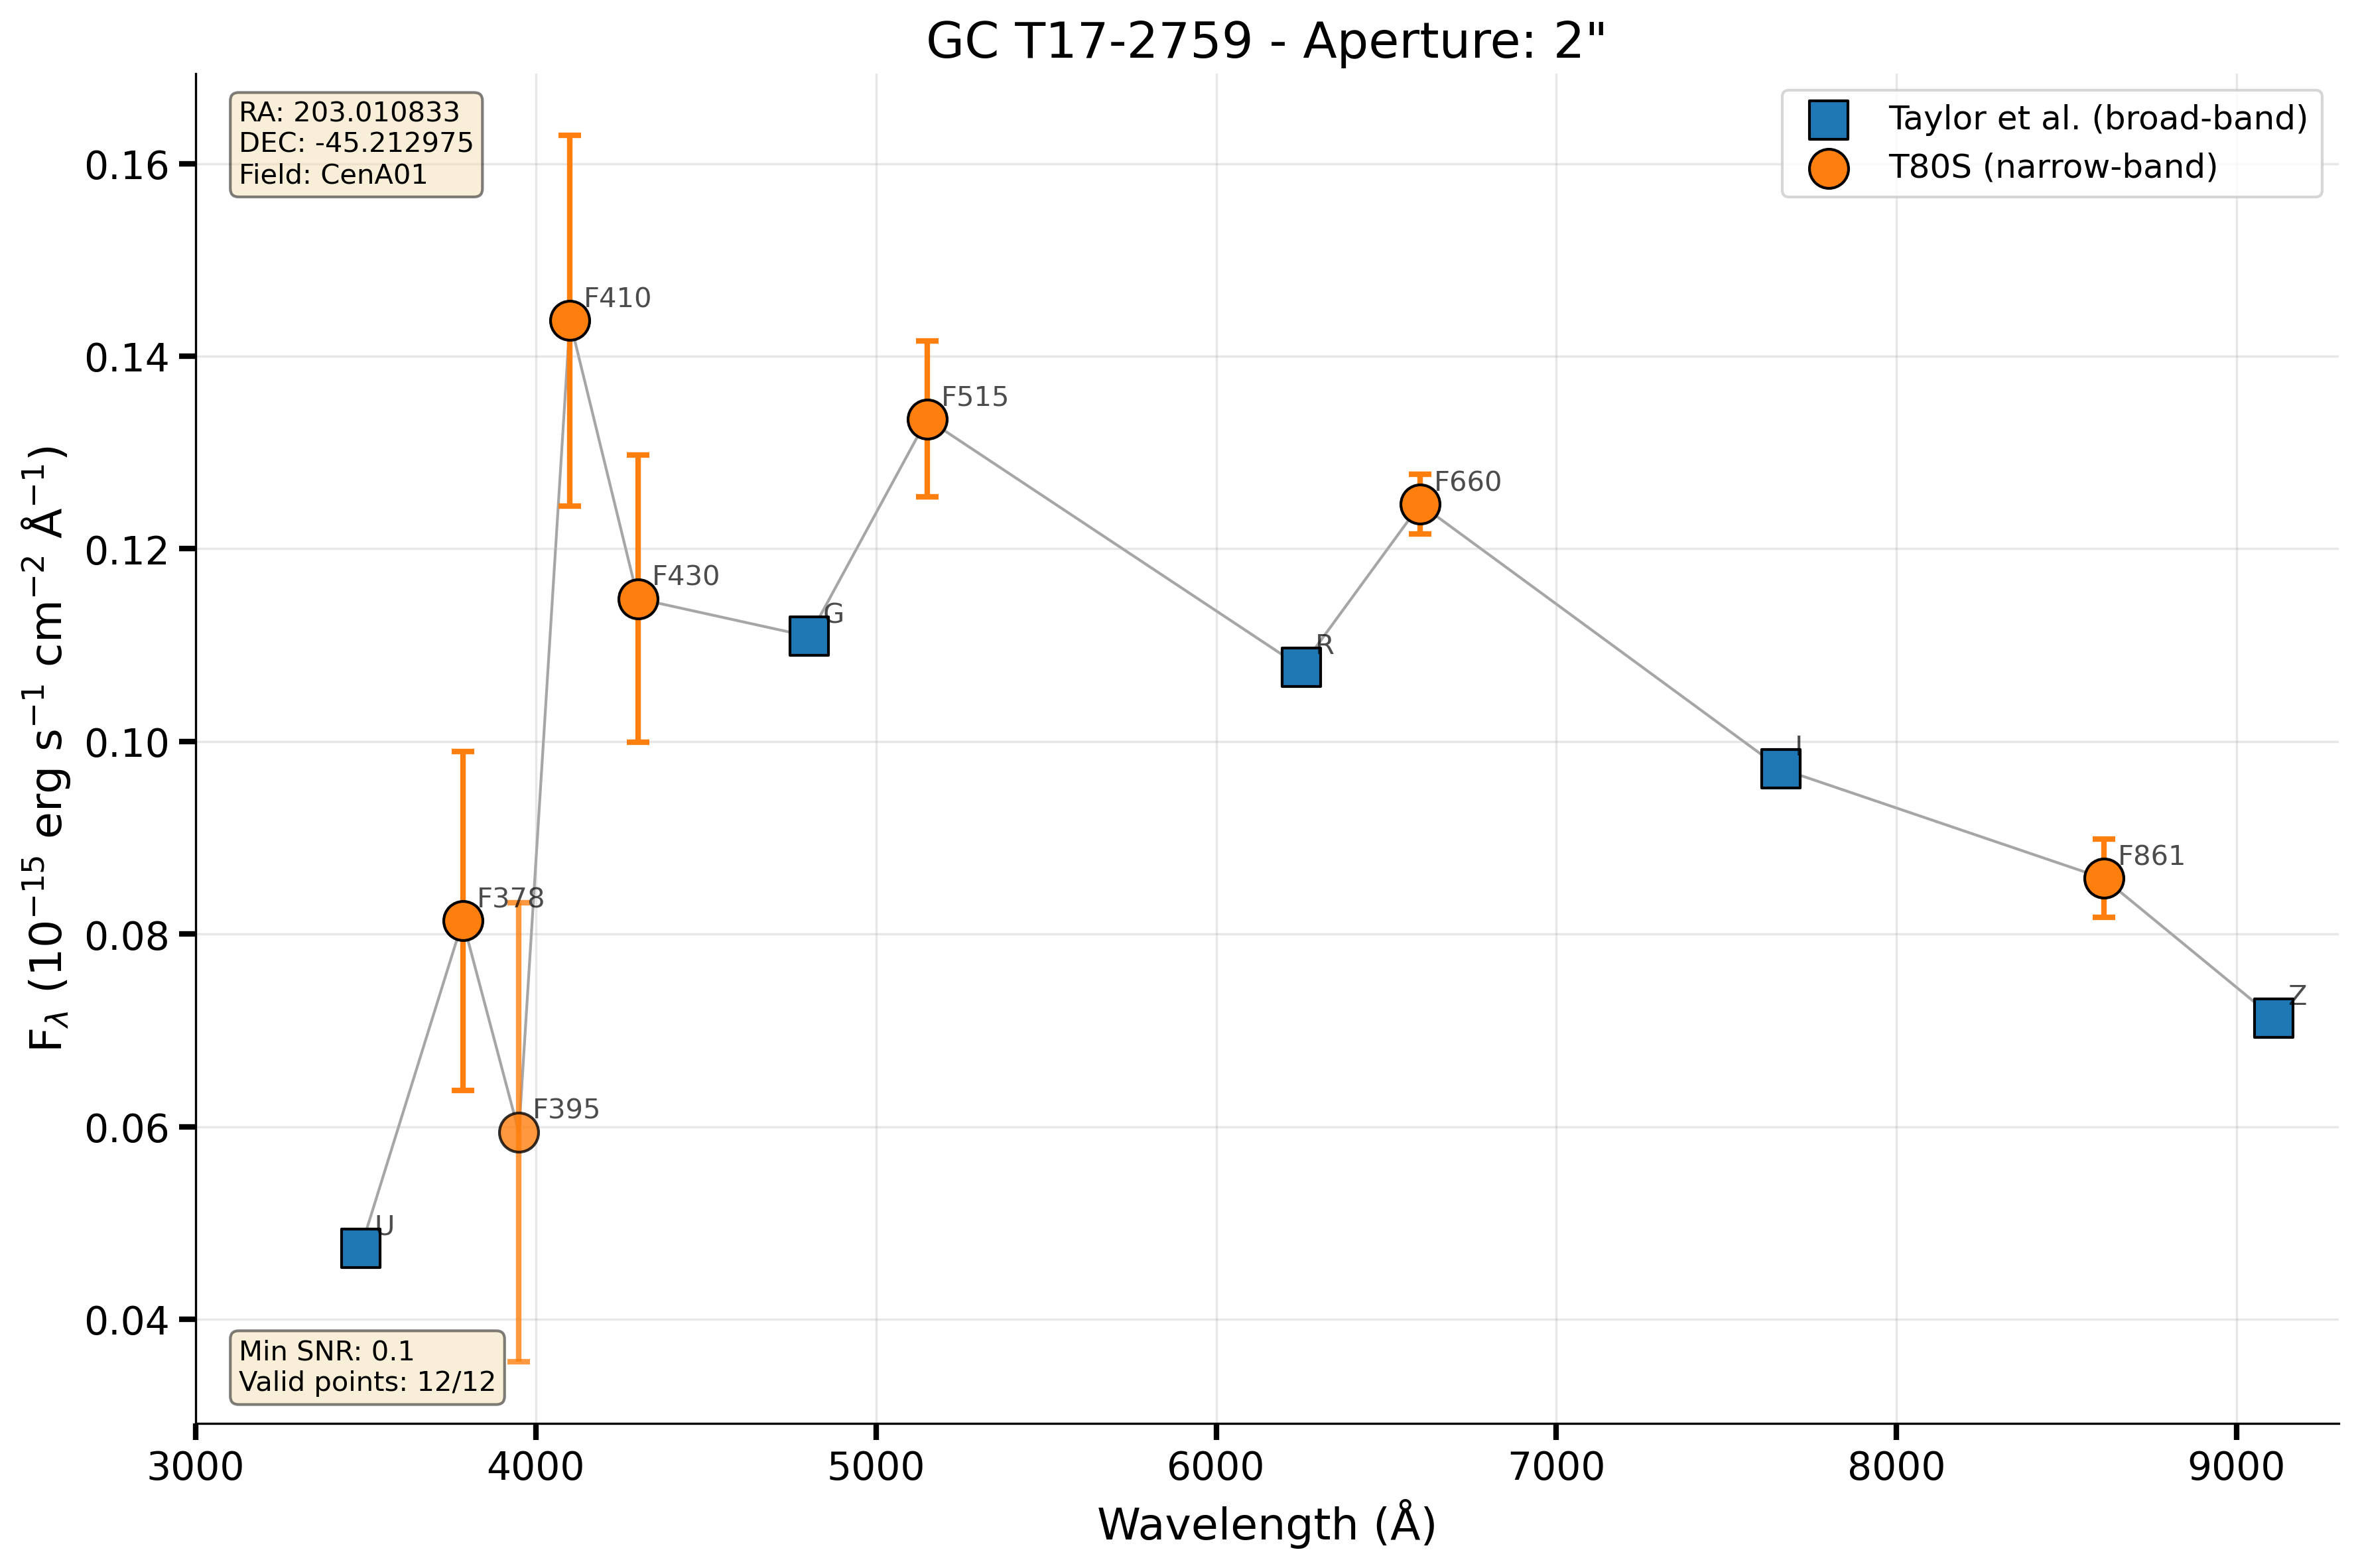 GC T17-2759 - Aperture: 2"
RA: 203.010833
DEC: -45.212975
Field: CenA01
Taylor et al. (broad-band)
T80S (narrow-band)
0.16
0.14
0.12
0.10
0.08
0.06
0.04
F410
F515
F660
F430
G
R
I
F378
F861
Z
F395
U
Min SNR: 0.1
Valid points: 12/12
3000 4000 5000 6000 7000 8000 9000
Wavelength (Å)
Fλ (10⁻¹⁵ erg s⁻¹ cm⁻² Å⁻¹)